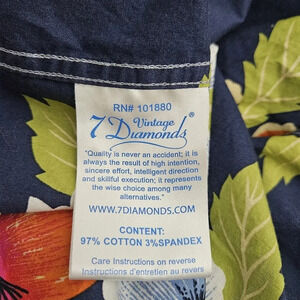 RN# 101880
7 Vintage
Diamonds®
"Quality is never an accident; it is
always the result of high intention,
sincere effort, intelligent direction
and skillful execution; it represents
the wise choice among many
alternatives."
WWW.7DIAMONDS.COM
CONTENT:
97% COTTON 3%SPANDEX
Care Instructions on reverse
Instructions d'entretien au revers